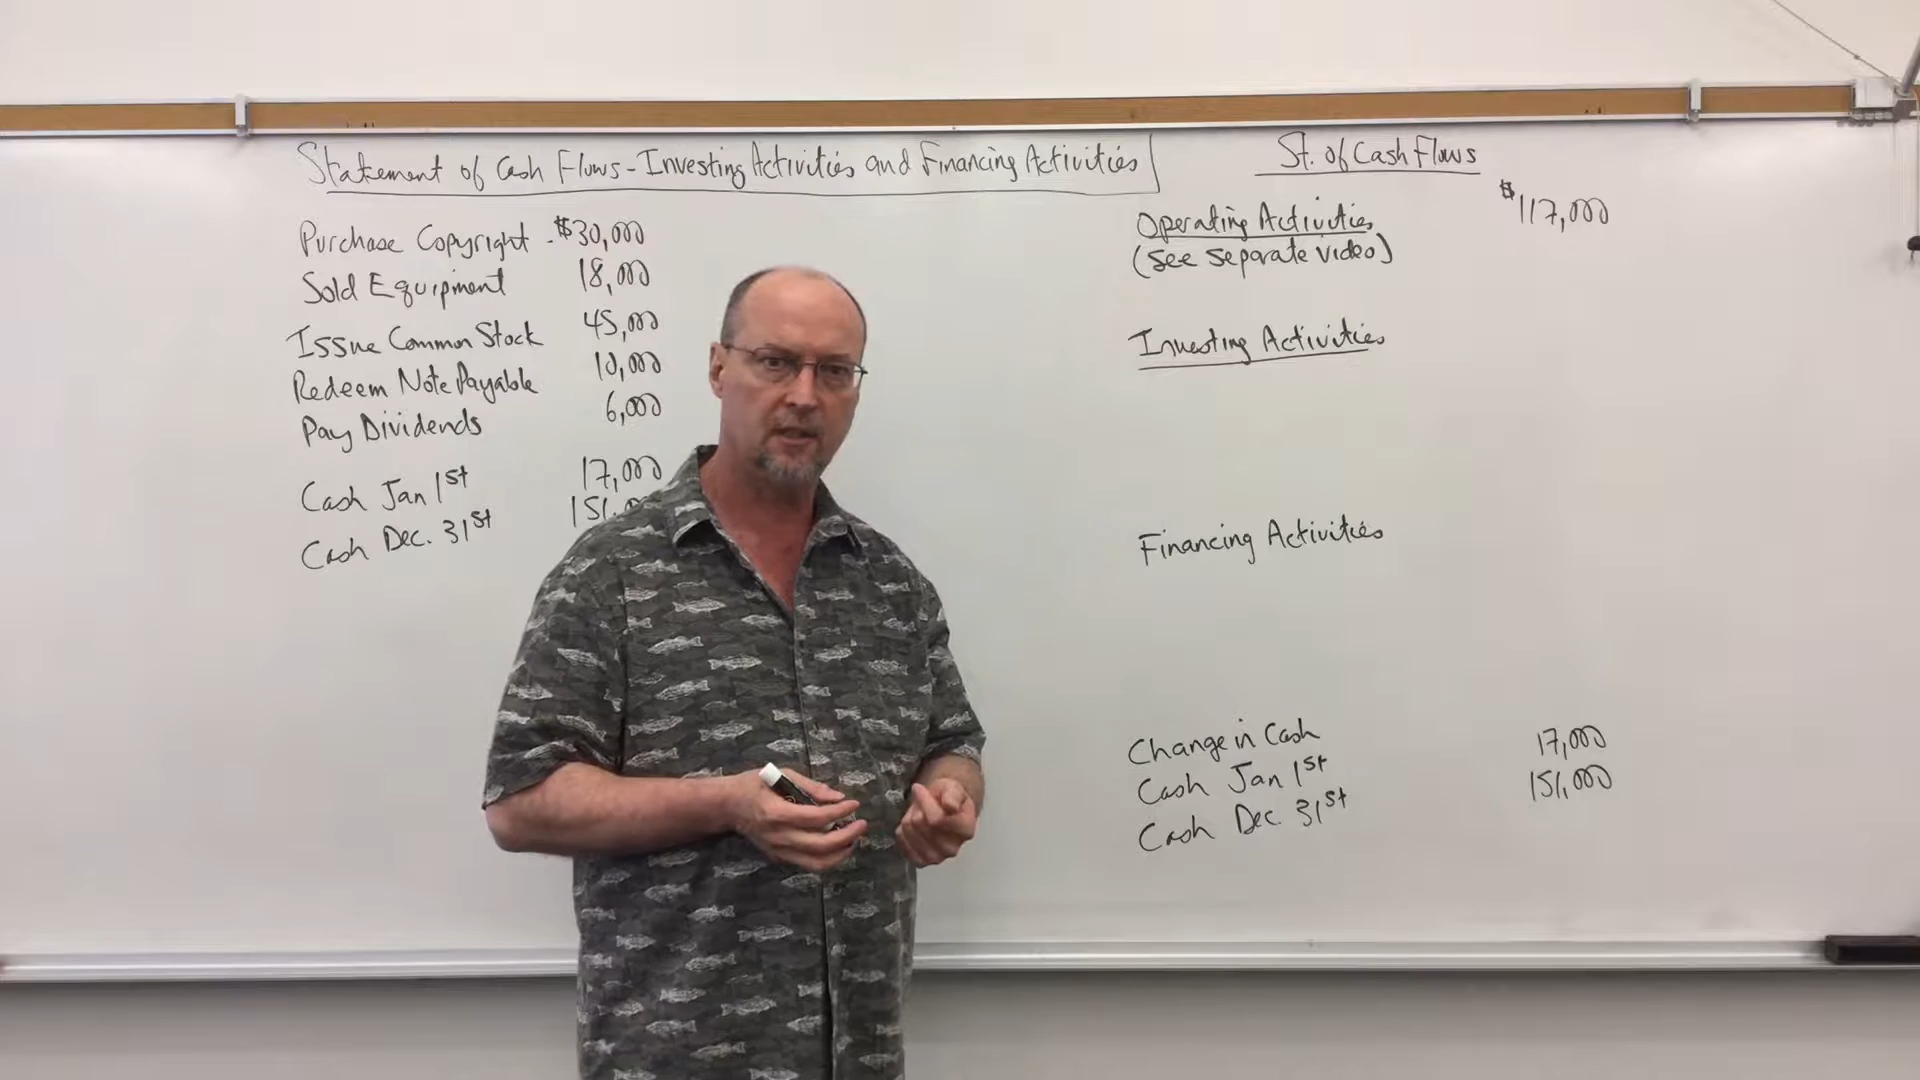 Statement of Cash Flows - Investing Activities and Financing Activities
Purchase Copyright - $30,000
Sold Equipment 18,000
Issue Common Stock 45,000
Redeem Note Payable 10,000
Pay Dividends 6,000
Cash Jan 1st 17,000
Cash Dec. 31st 151,
St. of Cash Flows
Operating Activities $117,000
(see separate video)
Investing Activities
Financing Activities
Change in Cash
Cash Jan 1st 17,000
Cash Dec. 31st 151,000